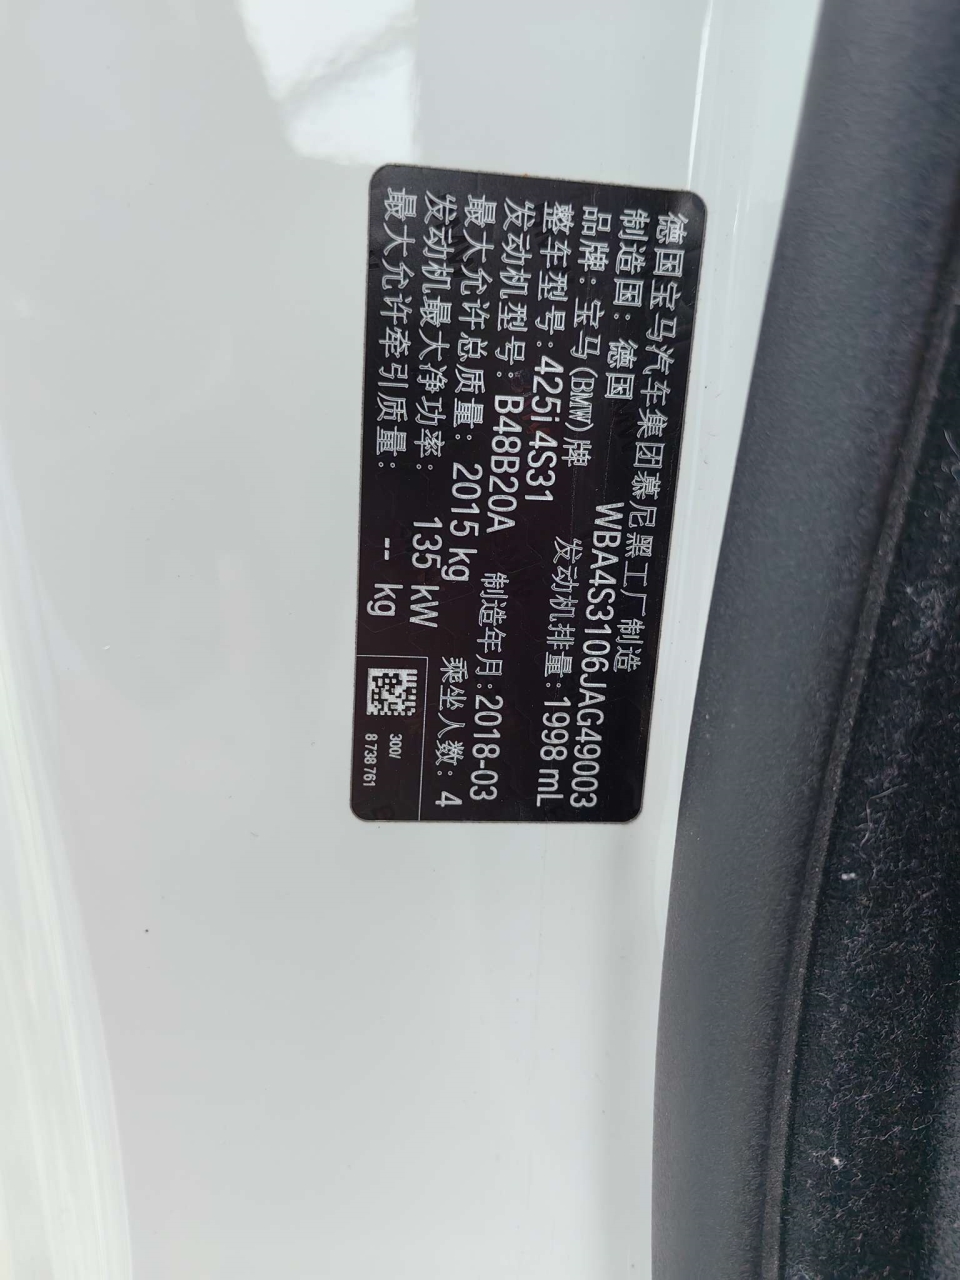 德国宝马汽车集团慕尼黑工厂制造
制造国：德国 WBA4S3106JAG49003
品牌：宝马(BMW)牌 发动机排量：1998 mL
整车型号：425i 4S31
发动机型号：B48B20A 制造年月：2018-03
最大允许总质量：2015 kg 乘坐人数：4
发动机最大净功率：135 kW
最大允许牵引质量：-- kg
300/
8 738 761